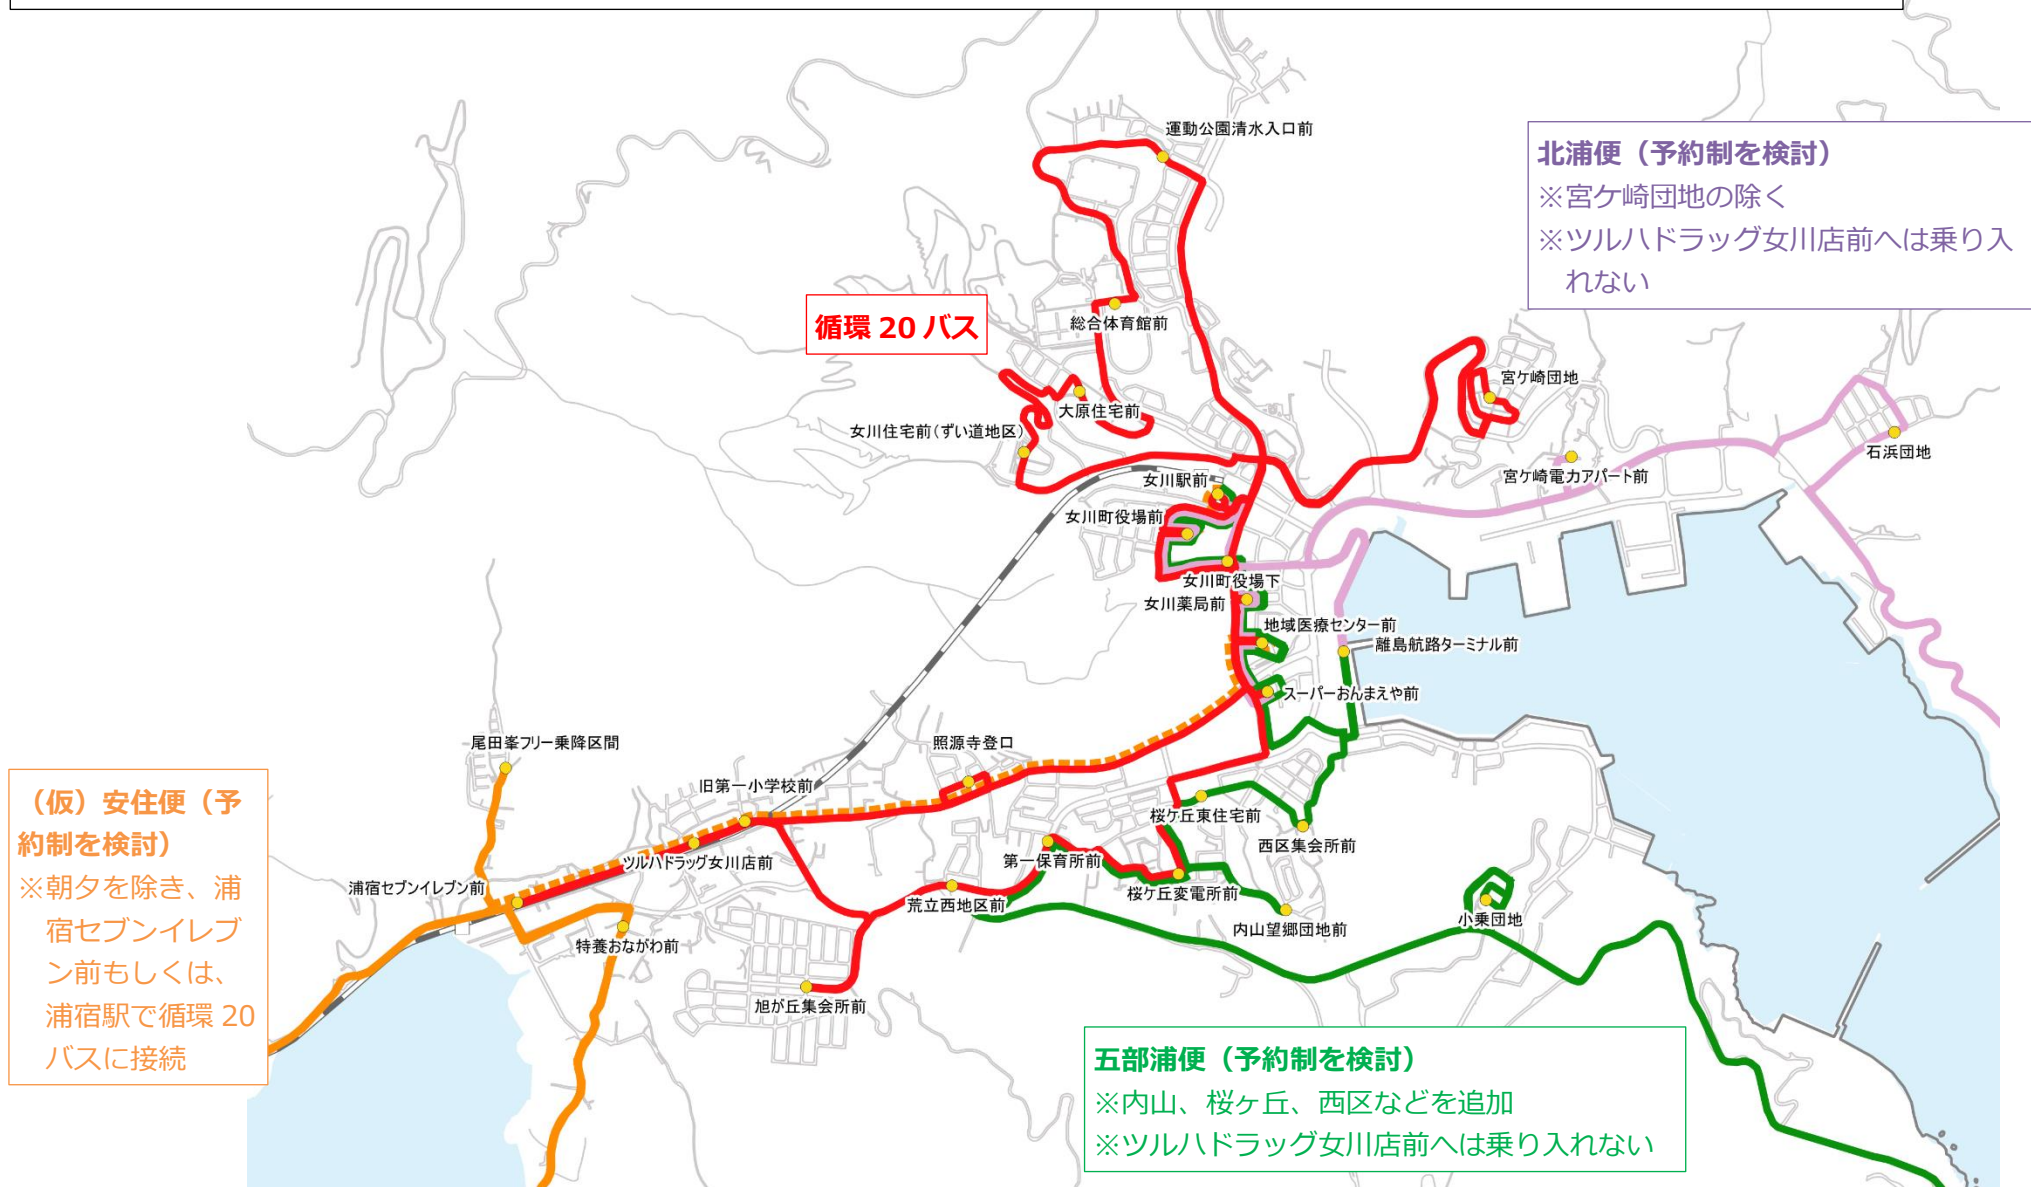 運動公園清水入口前
北浦便（予約制を検討）
※宮ケ崎団地の除く
※ツルハドラッグ女川店前へは乗り入
れない
循環 20 バス
総合体育館前
宮ケ崎団地
大原住宅前
女川住宅前(ずい道地区)
石浜団地
宮ケ崎電力アパート前
女川駅前
女川町役場前
女川町役場下
女川薬局前
地域医療センター前
離島航路ターミナル前
スーパーおんまえや前
尾田峯フリー乗降区間
照源寺登口
旧第一小学校前
（仮）安住便（予
約制を検討）
※朝夕を除き、浦
宿セブンイレブ
ン前もしくは、
浦宿駅で循環 20
バスに接続
桜ケ丘東住宅前
西区集会所前
ツルハドラッグ女川店前
第一保育所前
浦宿セブンイレブン前
桜ケ丘変電所前
荒立西地区前
小乗団地
内山望郷団地前
特養おながわ前
旭が丘集会所前
五部浦便（予約制を検討）
※内山、桜ヶ丘、西区などを追加
※ツルハドラッグ女川店前へは乗り入れない